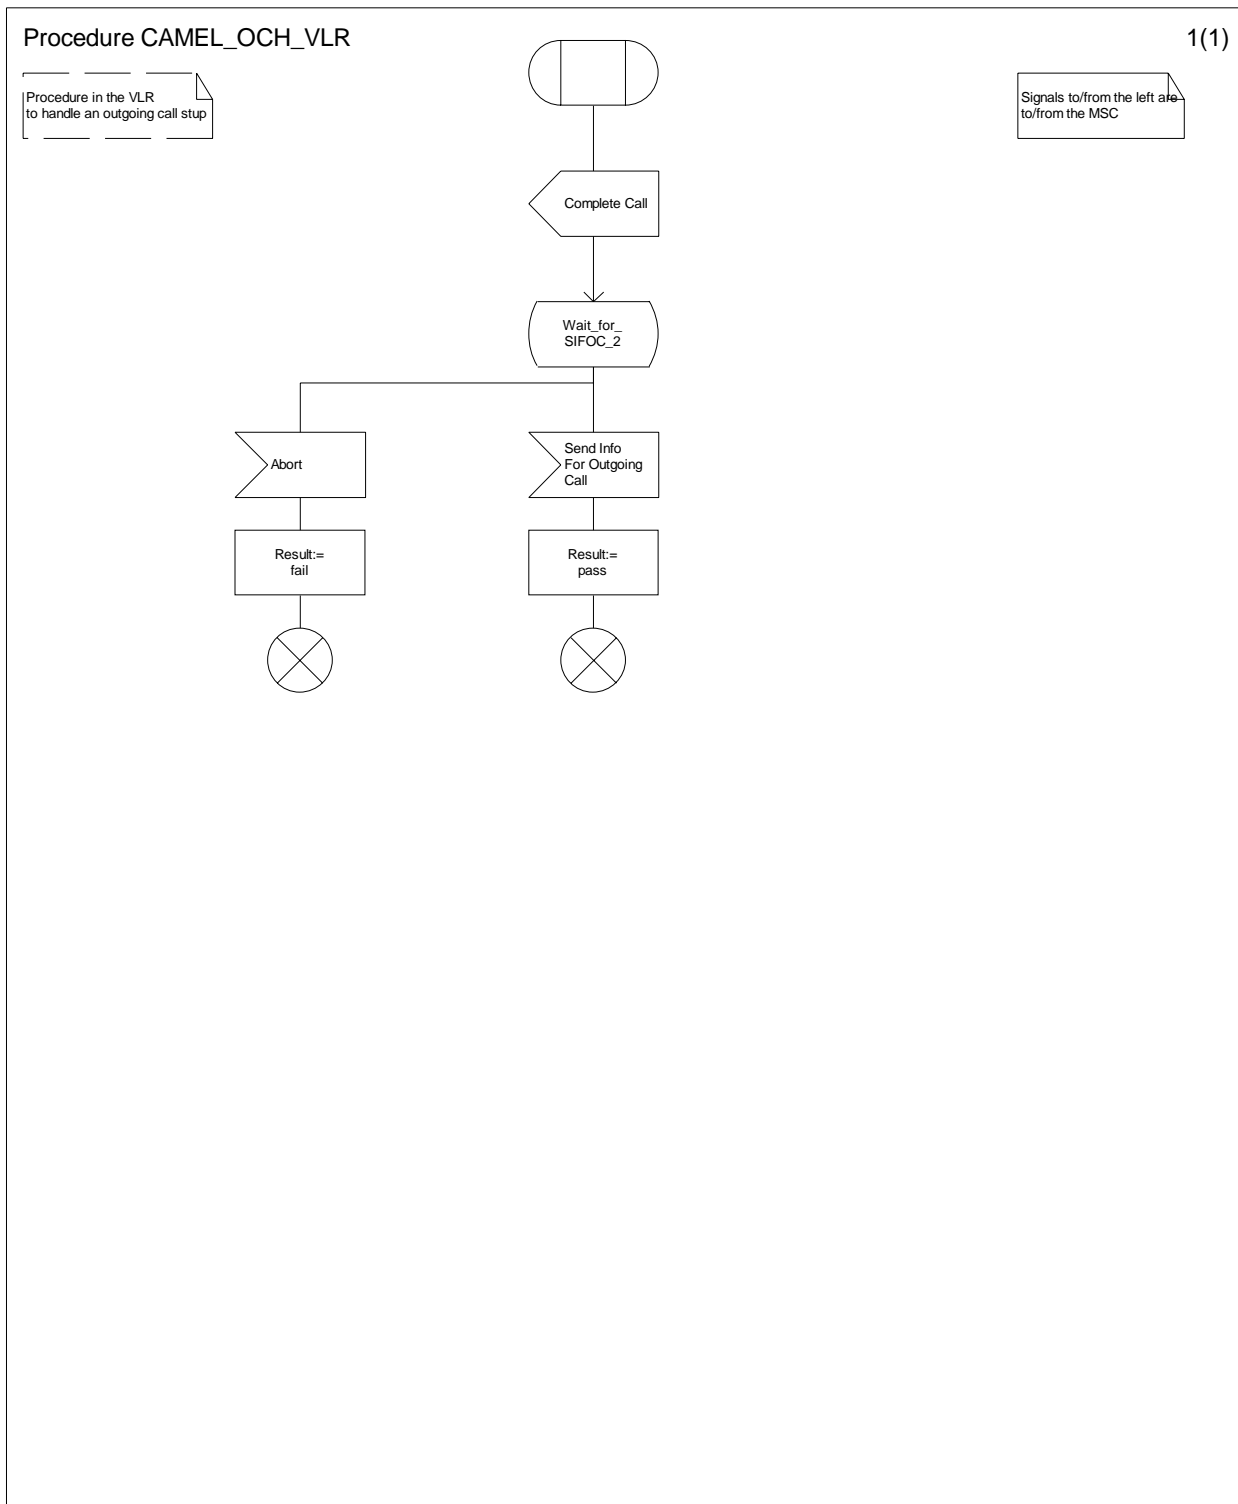 Procedure CAMEL_OCH_VLR
1(1)
Procedure in the VLR
to handle an outgoing call stup
Signals to/from the left are
to/from the MSC
Complete Call
Wait_for_
SIFOC_2
Abort
Send Info
For Outgoing
Call
Result:=
fail
Result:=
pass